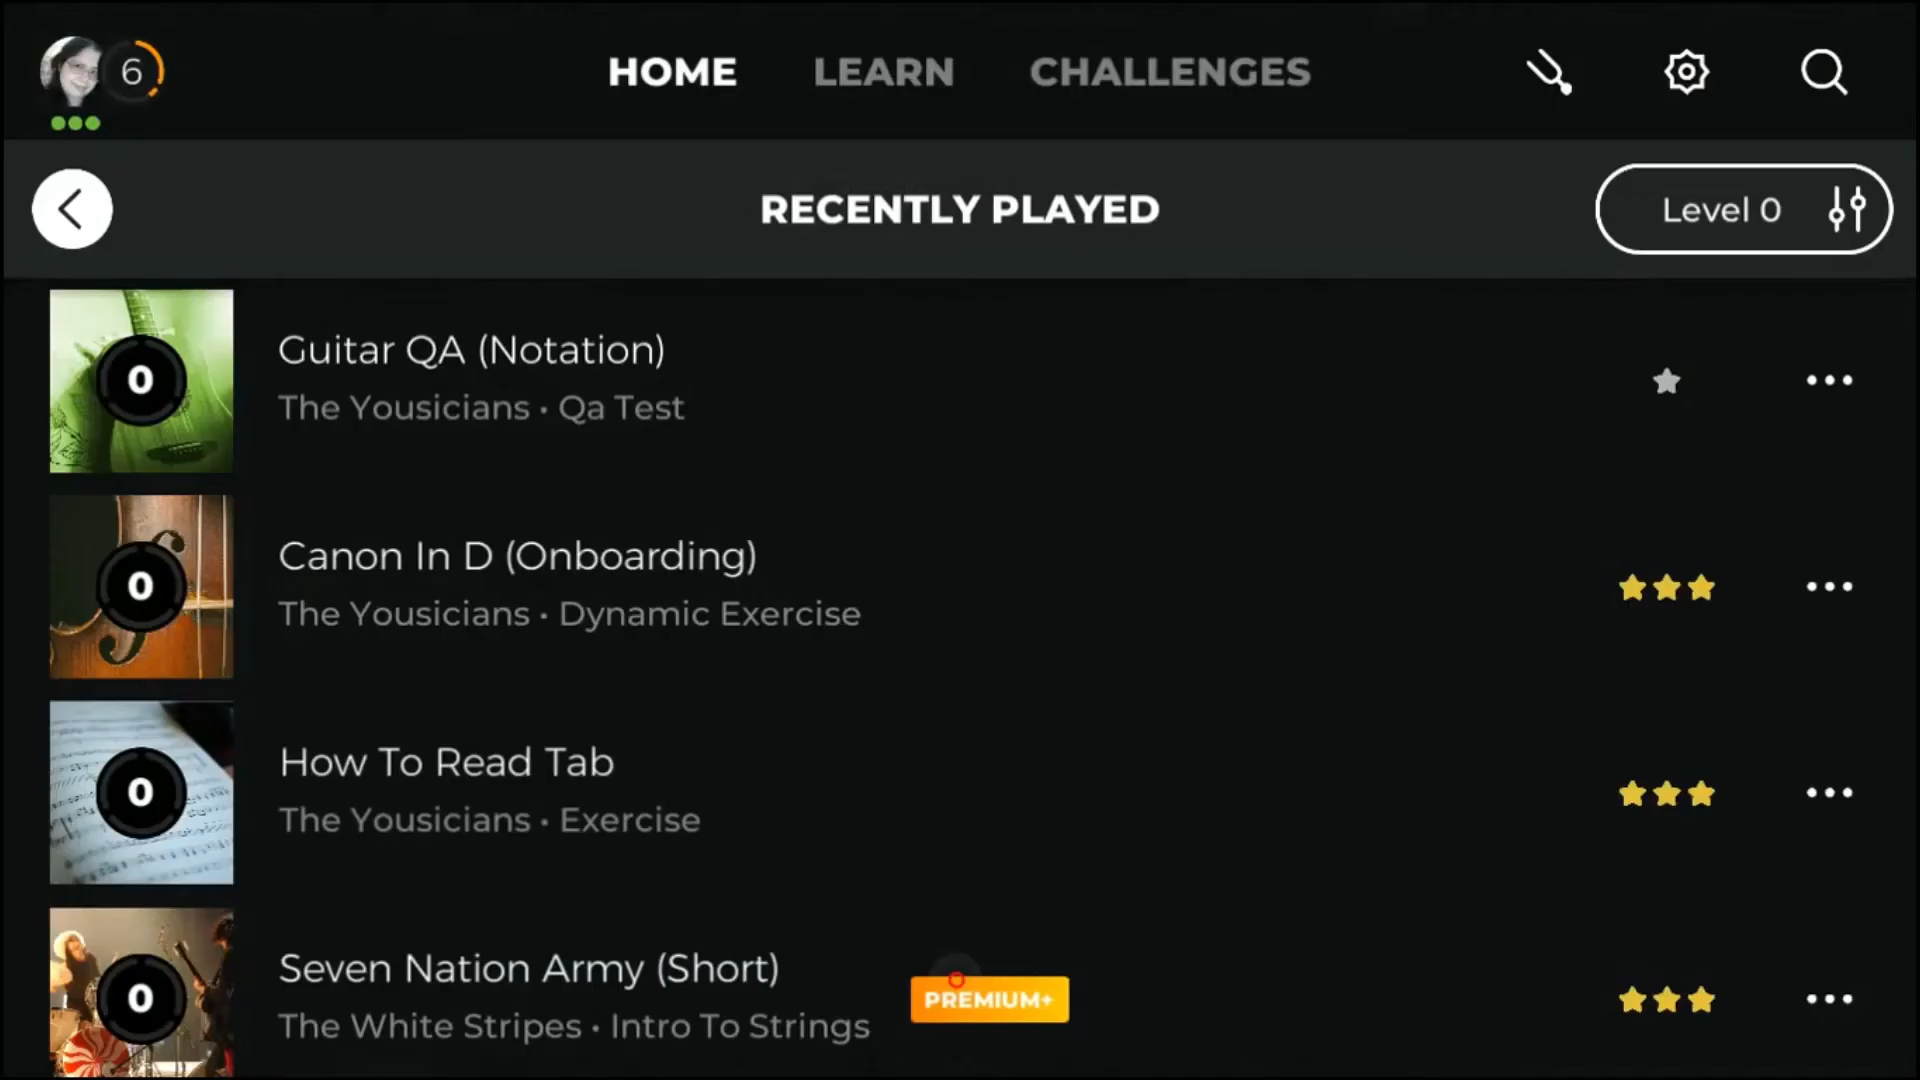 6
HOME LEARN CHALLENGES
RECENTLY PLAYED
Level 0
0
Guitar QA (Notation)
The Yousicians • Qa Test
0
Canon In D (Onboarding)
The Yousicians • Dynamic Exercise
0
How To Read Tab
The Yousicians • Exercise
0
Seven Nation Army (Short)
The White Stripes • Intro To Strings
PREMIUM+